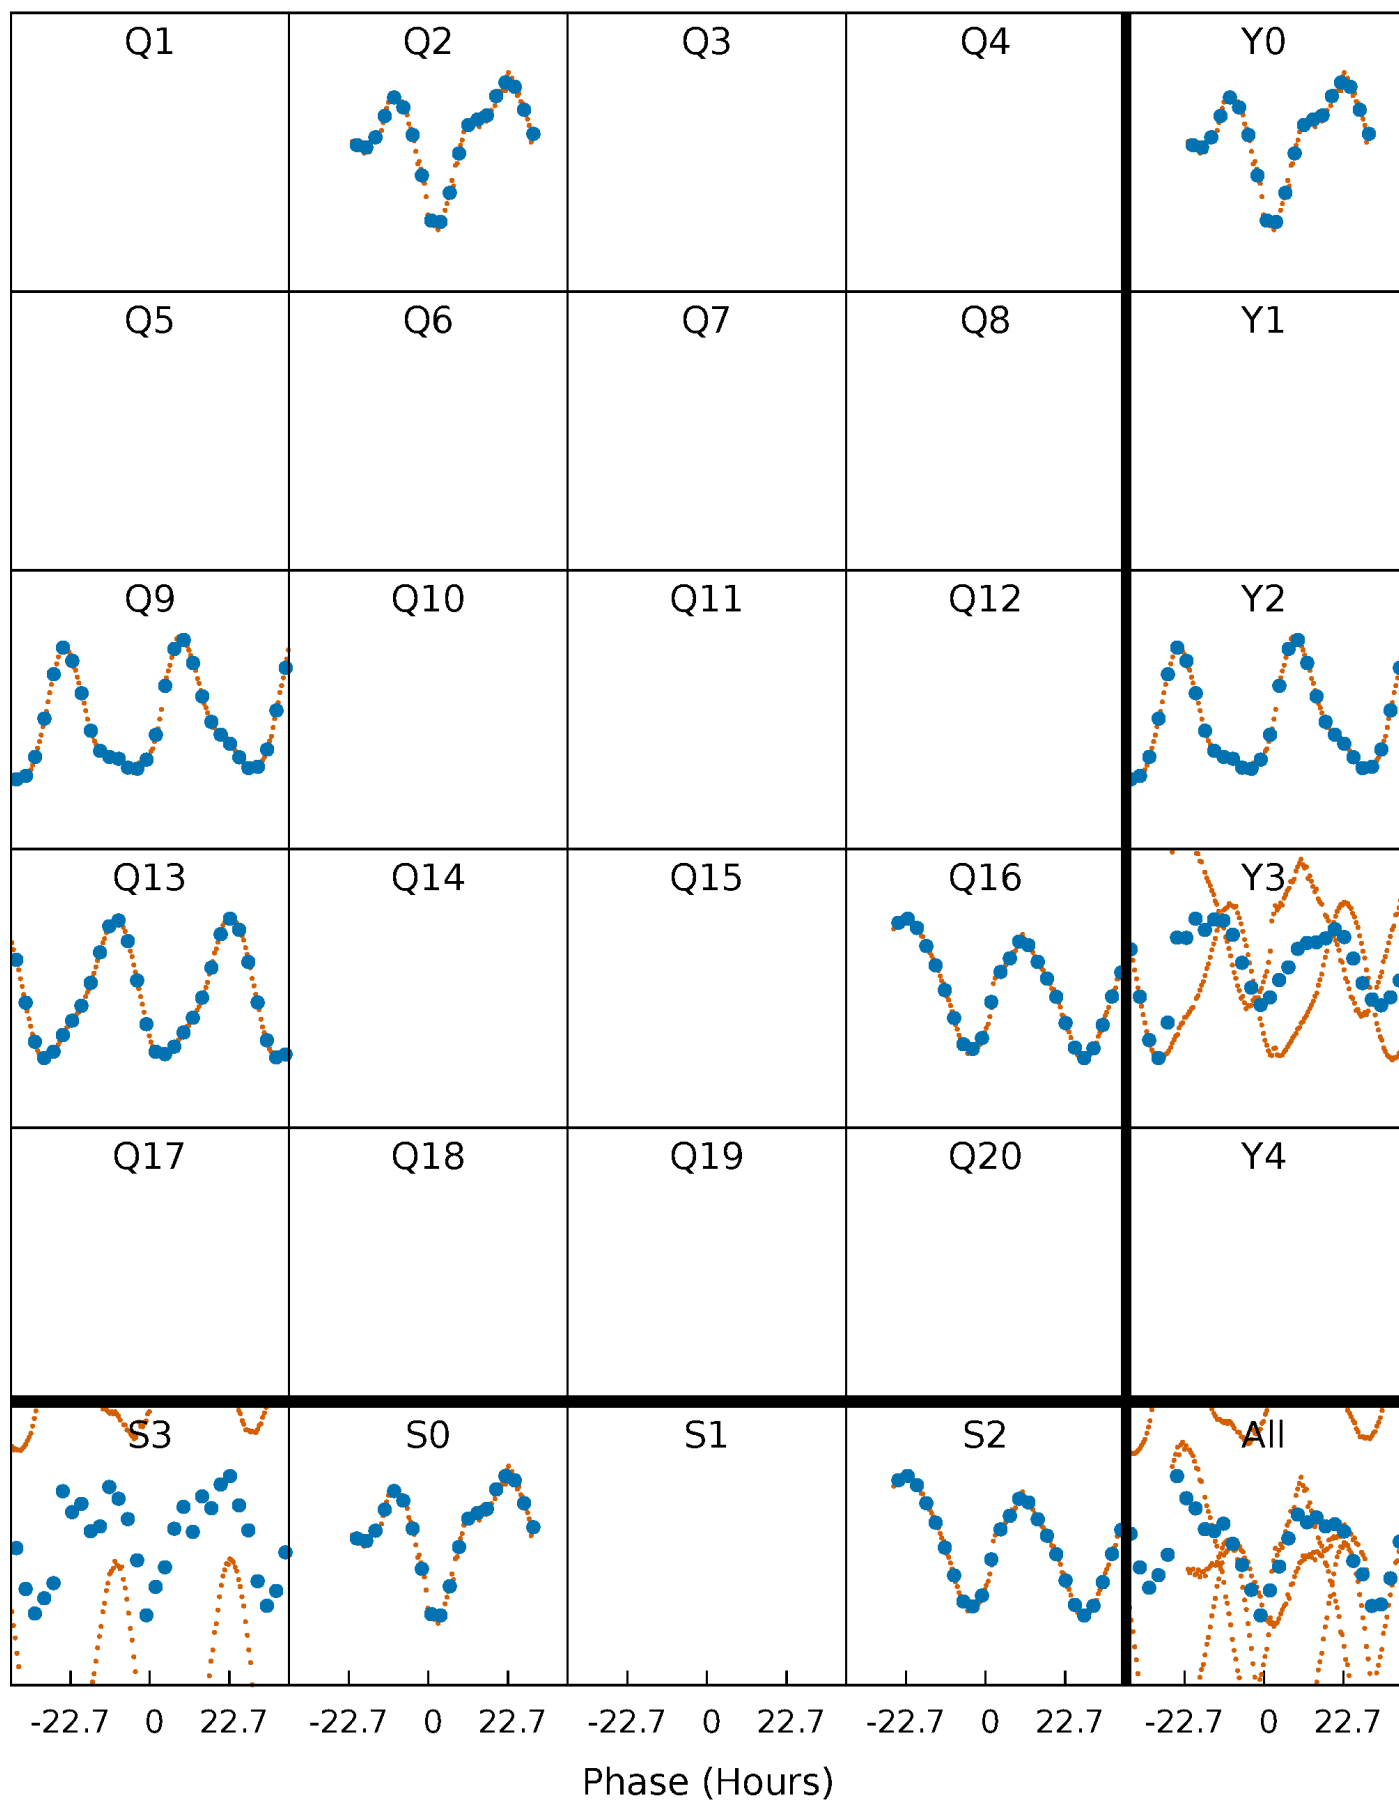 Q1 Q2 Q3 Q4 Y0
Q5 Q6 Q7 Q8 Y1
Q9 Q10 Q11 Q12 Y2
Q13 Q14 Q15 Q16 Y3
Q17 Q18 Q19 Q20 Y4
S3 S0 S1 S2 All
-22.7 0 22.7 -22.7 0 22.7 -22.7 0 22.7 -22.7 0 22.7 -22.7 0 22.7
Phase (Hours)